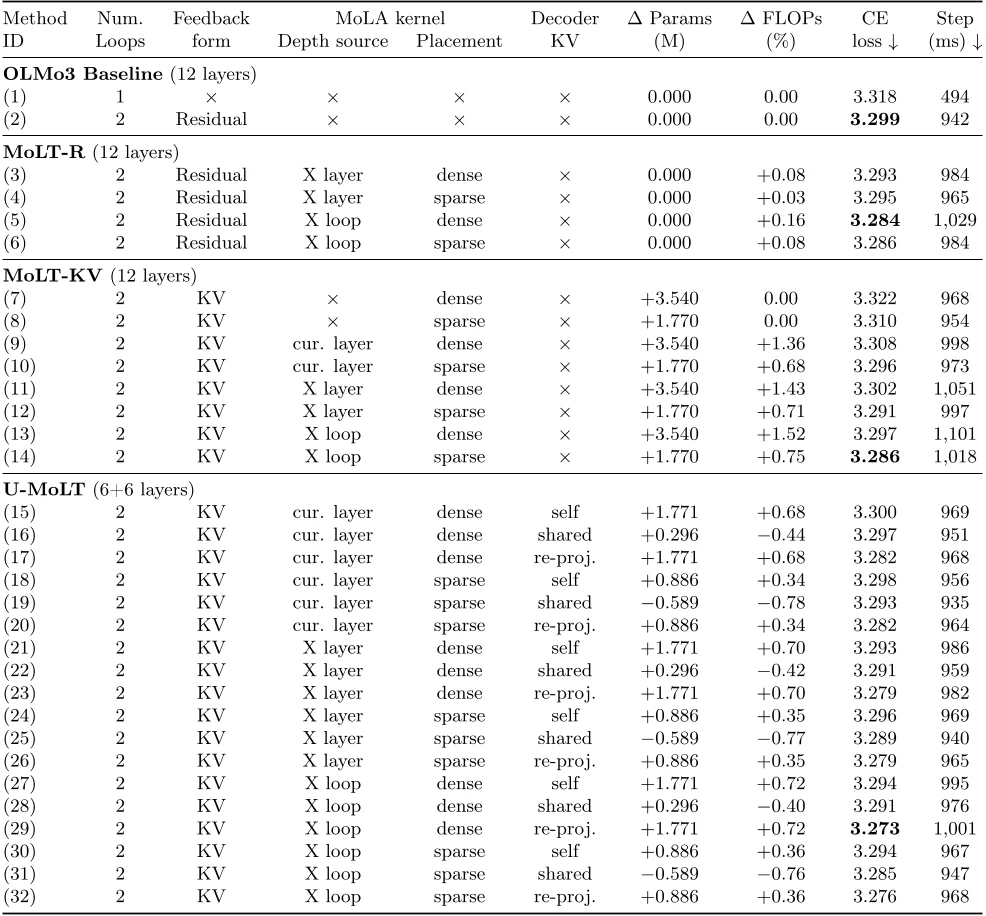 Method Num. Feedback MoLA kernel Decoder Δ Params Δ FLOPs CE Step
ID Loops form Depth source Placement KV (M) (%) loss ↓ (ms) ↓
OLMo3 Baseline (12 layers)
(1) 1 × × × × 0.000 0.00 3.318 494
(2) 2 Residual × × × 0.000 0.00 3.299 942
MoLT-R (12 layers)
(3) 2 Residual X layer dense × 0.000 +0.08 3.293 984
(4) 2 Residual X layer sparse × 0.000 +0.03 3.295 965
(5) 2 Residual X loop dense × 0.000 +0.16 3.284 1,029
(6) 2 Residual X loop sparse × 0.000 +0.08 3.286 984
MoLT-KV (12 layers)
(7) 2 KV × dense × +3.540 0.00 3.322 968
(8) 2 KV × sparse × +1.770 0.00 3.310 954
(9) 2 KV cur. layer dense × +3.540 +1.36 3.308 998
(10) 2 KV cur. layer sparse × +1.770 +0.68 3.296 973
(11) 2 KV X layer dense × +3.540 +1.43 3.302 1,051
(12) 2 KV X layer sparse × +1.770 +0.71 3.291 997
(13) 2 KV X loop dense × +3.540 +1.52 3.297 1,101
(14) 2 KV X loop sparse × +1.770 +0.75 3.286 1,018
U-MoLT (6+6 layers)
(15) 2 KV cur. layer dense self +1.771 +0.68 3.300 969
(16) 2 KV cur. layer dense shared +0.296 −0.44 3.297 951
(17) 2 KV cur. layer dense re-proj. +1.771 +0.68 3.282 968
(18) 2 KV cur. layer sparse self +0.886 +0.34 3.298 956
(19) 2 KV cur. layer sparse shared −0.589 −0.78 3.293 935
(20) 2 KV cur. layer sparse re-proj. +0.886 +0.34 3.282 964
(21) 2 KV X layer dense self +1.771 +0.70 3.293 986
(22) 2 KV X layer dense shared +0.296 −0.42 3.291 959
(23) 2 KV X layer dense re-proj. +1.771 +0.70 3.279 982
(24) 2 KV X layer sparse self +0.886 +0.35 3.296 969
(25) 2 KV X layer sparse shared −0.589 −0.77 3.289 940
(26) 2 KV X layer sparse re-proj. +0.886 +0.35 3.279 965
(27) 2 KV X loop dense self +1.771 +0.72 3.294 995
(28) 2 KV X loop dense shared +0.296 −0.40 3.291 976
(29) 2 KV X loop dense re-proj. +1.771 +0.72 3.273 1,001
(30) 2 KV X loop sparse self +0.886 +0.36 3.294 967
(31) 2 KV X loop sparse shared −0.589 −0.76 3.285 947
(32) 2 KV X loop sparse re-proj. +0.886 +0.36 3.276 968